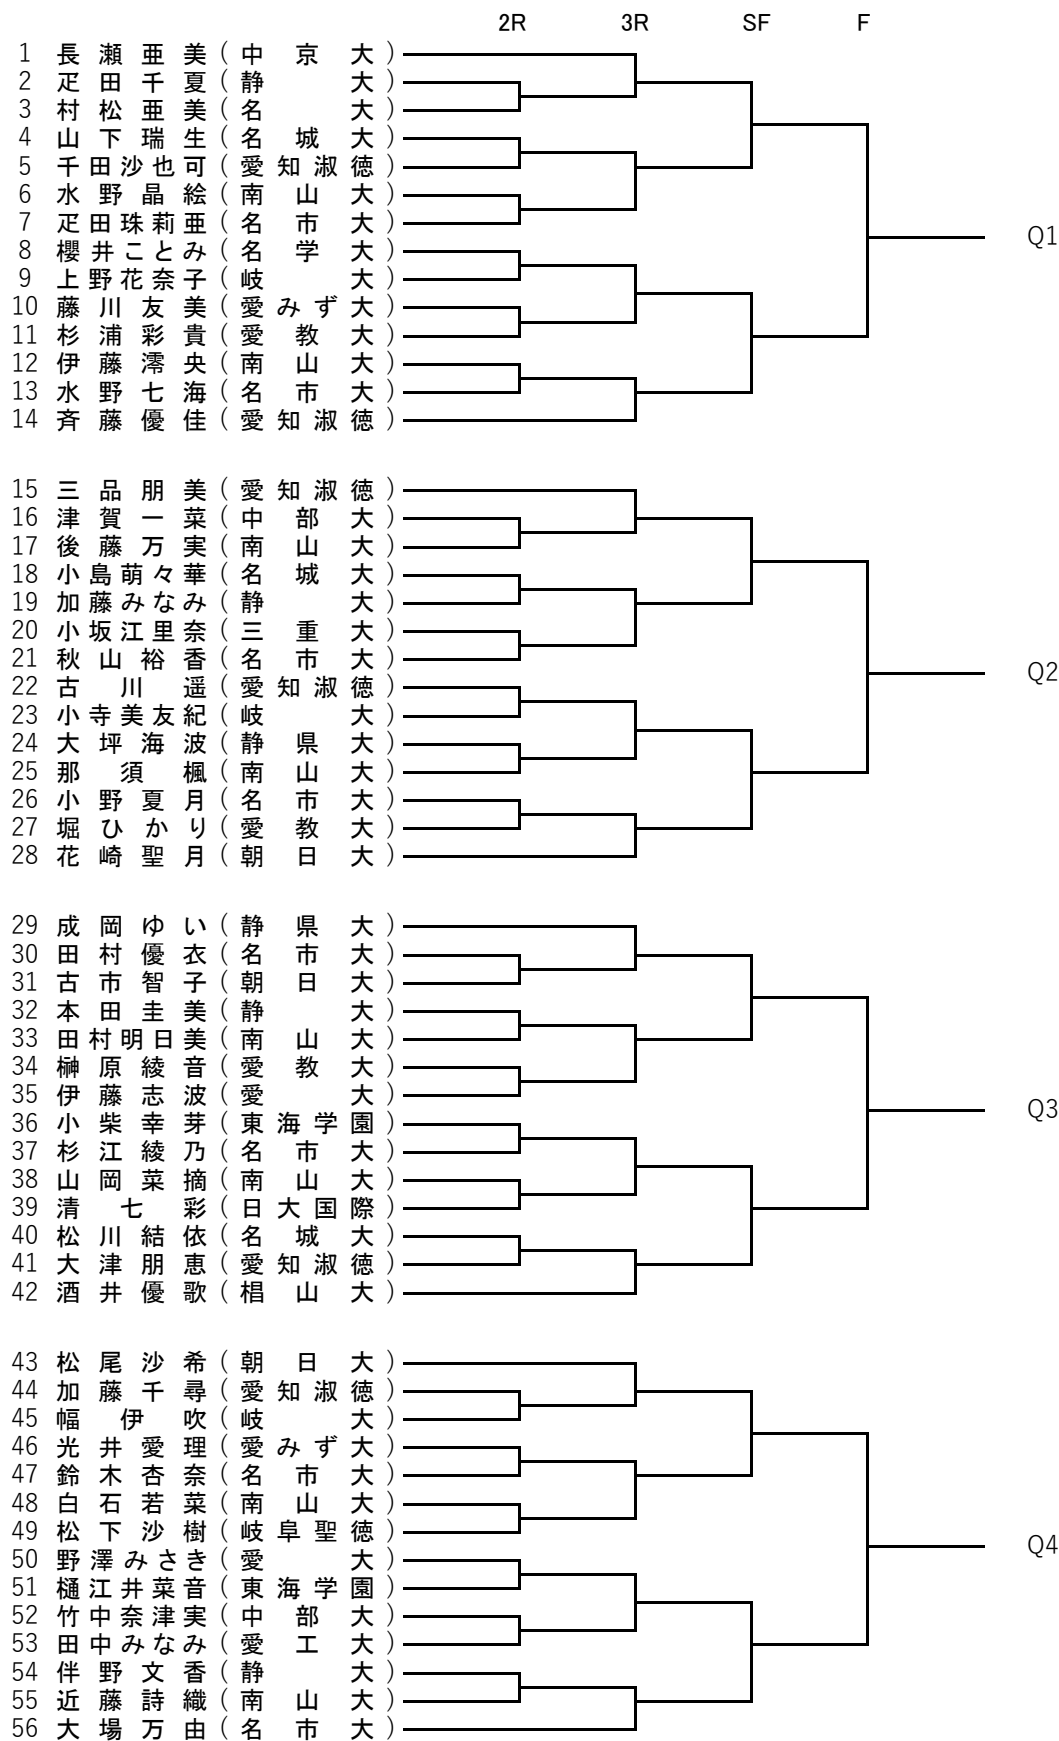 2R 3R SF F
1 長瀬亜美(中京大)
2 疋田千夏(静大)
3 村松亜美(名大)
4 山下瑞生(名城大)
5 千田沙也可(愛知淑徳)
6 水野晶絵(南山大)
7 疋田珠莉亜(名市大)
8 櫻井ことみ(名学大)
9 上野花奈子(岐大)
10 藤川友美(愛みず大)
11 杉浦彩貴(愛教大)
12 伊藤澪央(南山大)
13 水野七海(名市大)
14 斉藤優佳(愛知淑徳)
Q1
15 三品朋美(愛知淑徳)
16 津賀一菜(中部大)
17 後藤万実(南山大)
18 小島萌々華(名城大)
19 加藤みなみ(静大)
20 小坂江里奈(三重大)
21 秋山裕香(名市大)
22 古川遥(愛知淑徳)
23 小寺美友紀(岐大)
24 大坪海波(静県大)
25 那須楓(南山大)
26 小野夏月(名市大)
27 堀ひかり(愛教大)
28 花崎聖月(朝日大)
Q2
29 成岡ゆい(静県大)
30 田村優衣(名市大)
31 古市智子(朝日大)
32 本田圭美(静大)
33 田村明日美(南山大)
34 榊原綾音(愛教大)
35 伊藤志波(愛大)
36 小柴幸芽(東海学園)
37 杉江綾乃(名市大)
38 山岡菜摘(南山大)
39 清七彩(日大国際)
40 松川結依(名城大)
41 大津朋恵(愛知淑徳)
42 酒井優歌(椙山大)
Q3
43 松尾沙希(朝日大)
44 加藤千尋(愛知淑徳)
45 幅伊吹(岐大)
46 光井愛理(愛みず大)
47 鈴木杏奈(名市大)
48 白石若菜(南山大)
49 松下沙樹(岐阜聖徳)
50 野澤みさき(愛大)
51 樋江井菜音(東海学園)
52 竹中奈津実(中部大)
53 田中みなみ(愛工大)
54 伴野文香(静大)
55 近藤詩織(南山大)
56 大場万由(名市大)
Q4